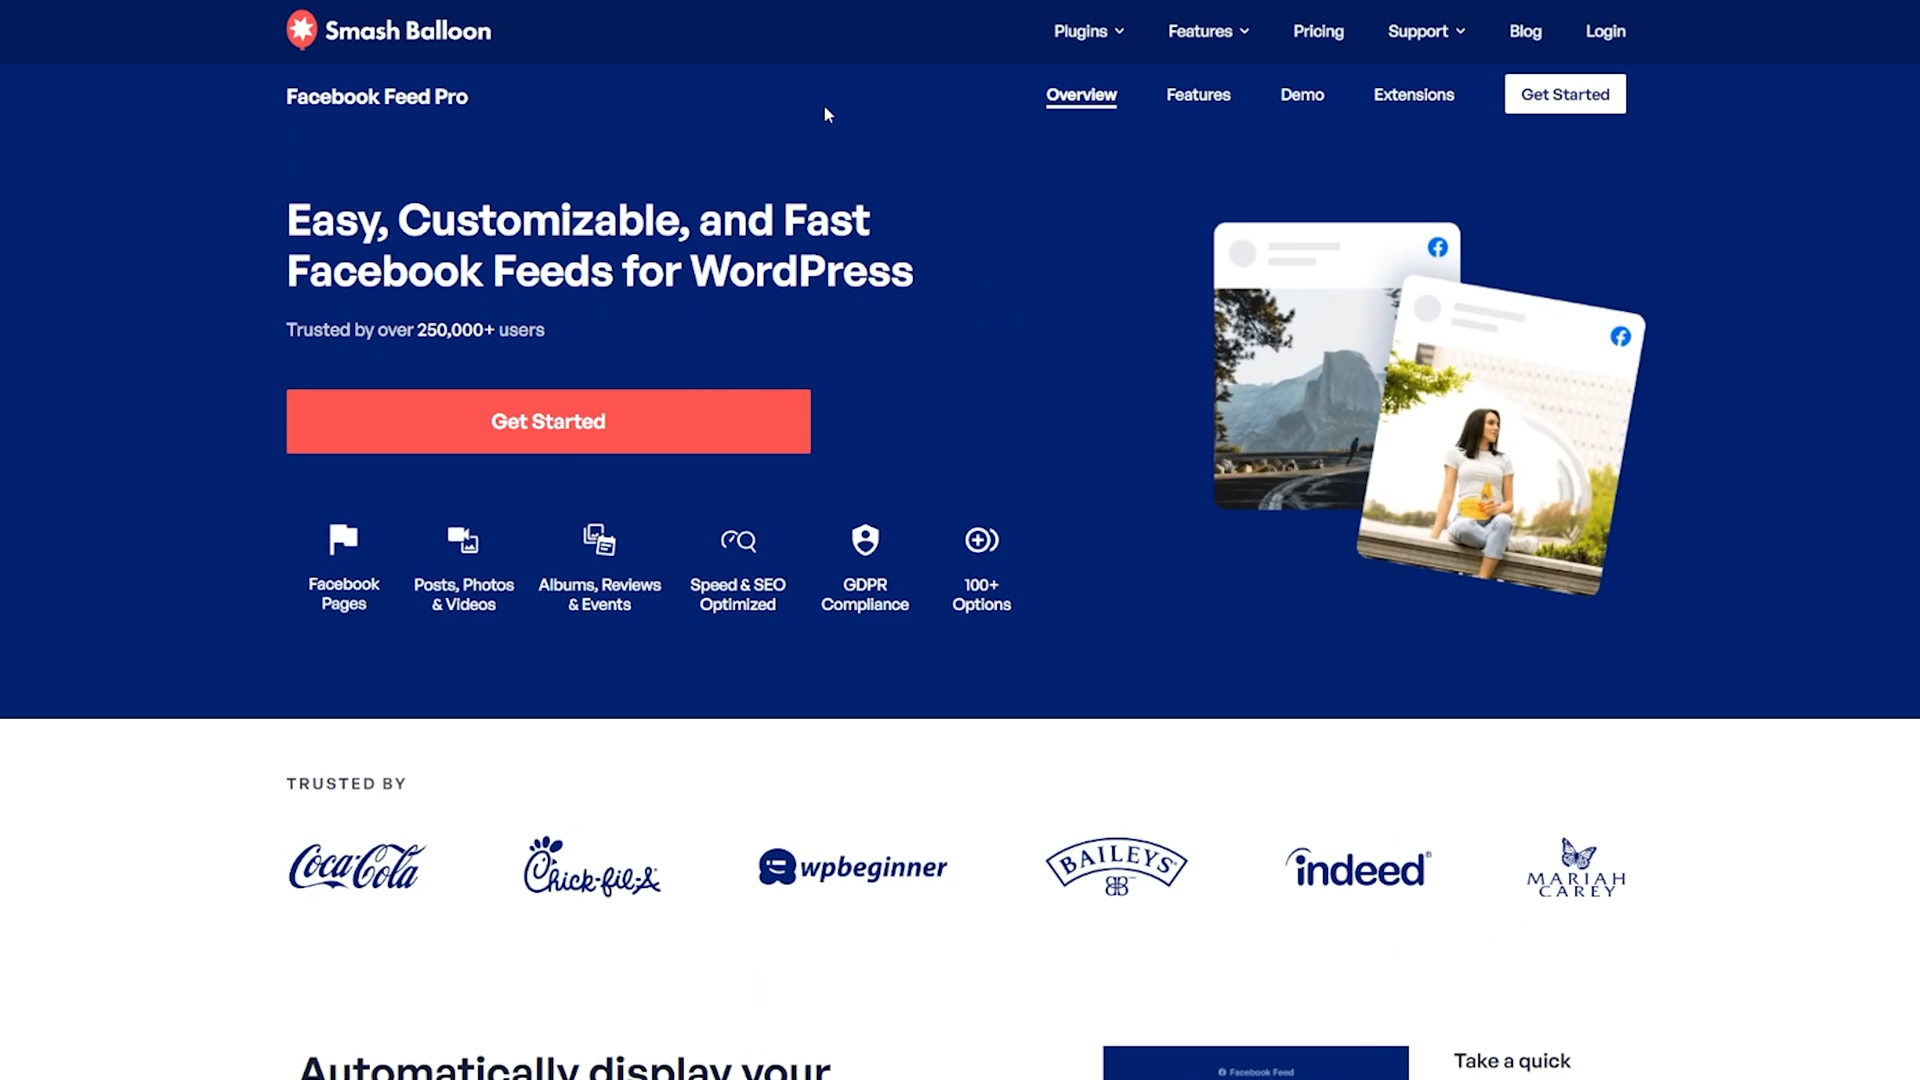 Smash Balloon
Plugins
Features
Pricing
Support
Blog
Login
Facebook Feed Pro
Overview
Features
Demo
Extensions
Get Started
Easy, Customizable, and Fast
Facebook Feeds for WordPress
Trusted by over 250,000+ users
Get Started
Facebook
Pages
Posts, Photos
& Videos
Albums, Reviews
& Events
Speed & SEO
Optimized
GDPR
Compliance
100+
Options
TRUSTED BY
Coca-Cola
Chick-fil-A
wpbeginner
BAILEYS
indeed
MARIAH
CAREY
Automatically display your
Facebook Feed
Take a quick